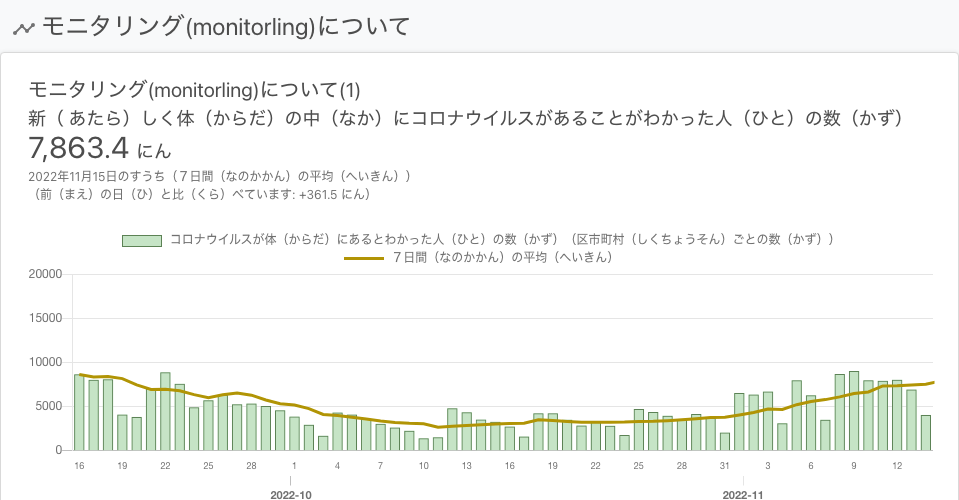 モニタリング(monitorling)について
モニタリング(monitorling)について(1)
新（ あたら）しく体（からだ）の中（なか）にコロナウイルスがあることがわかった人（ひと）の数（かず）
7,863.4 にん
2022年11月15日のすうち（７日間（なのかかん）の平均（へいきん））
（前（まえ）の日（ひ）と比（くら）べています: +361.5 にん）
コロナウイルスが体（からだ）にあるとわかった人（ひと）の数（かず）（区市町村（しくちょうそん）ごとの数（かず））
７日間（なのかかん）の平均（へいきん）
20000
15000
10000
5000
0
16 19 22 25 28 1 4 7 10 13 16 19 22 25 28 31 3 6 9 12
2022-10 2022-11